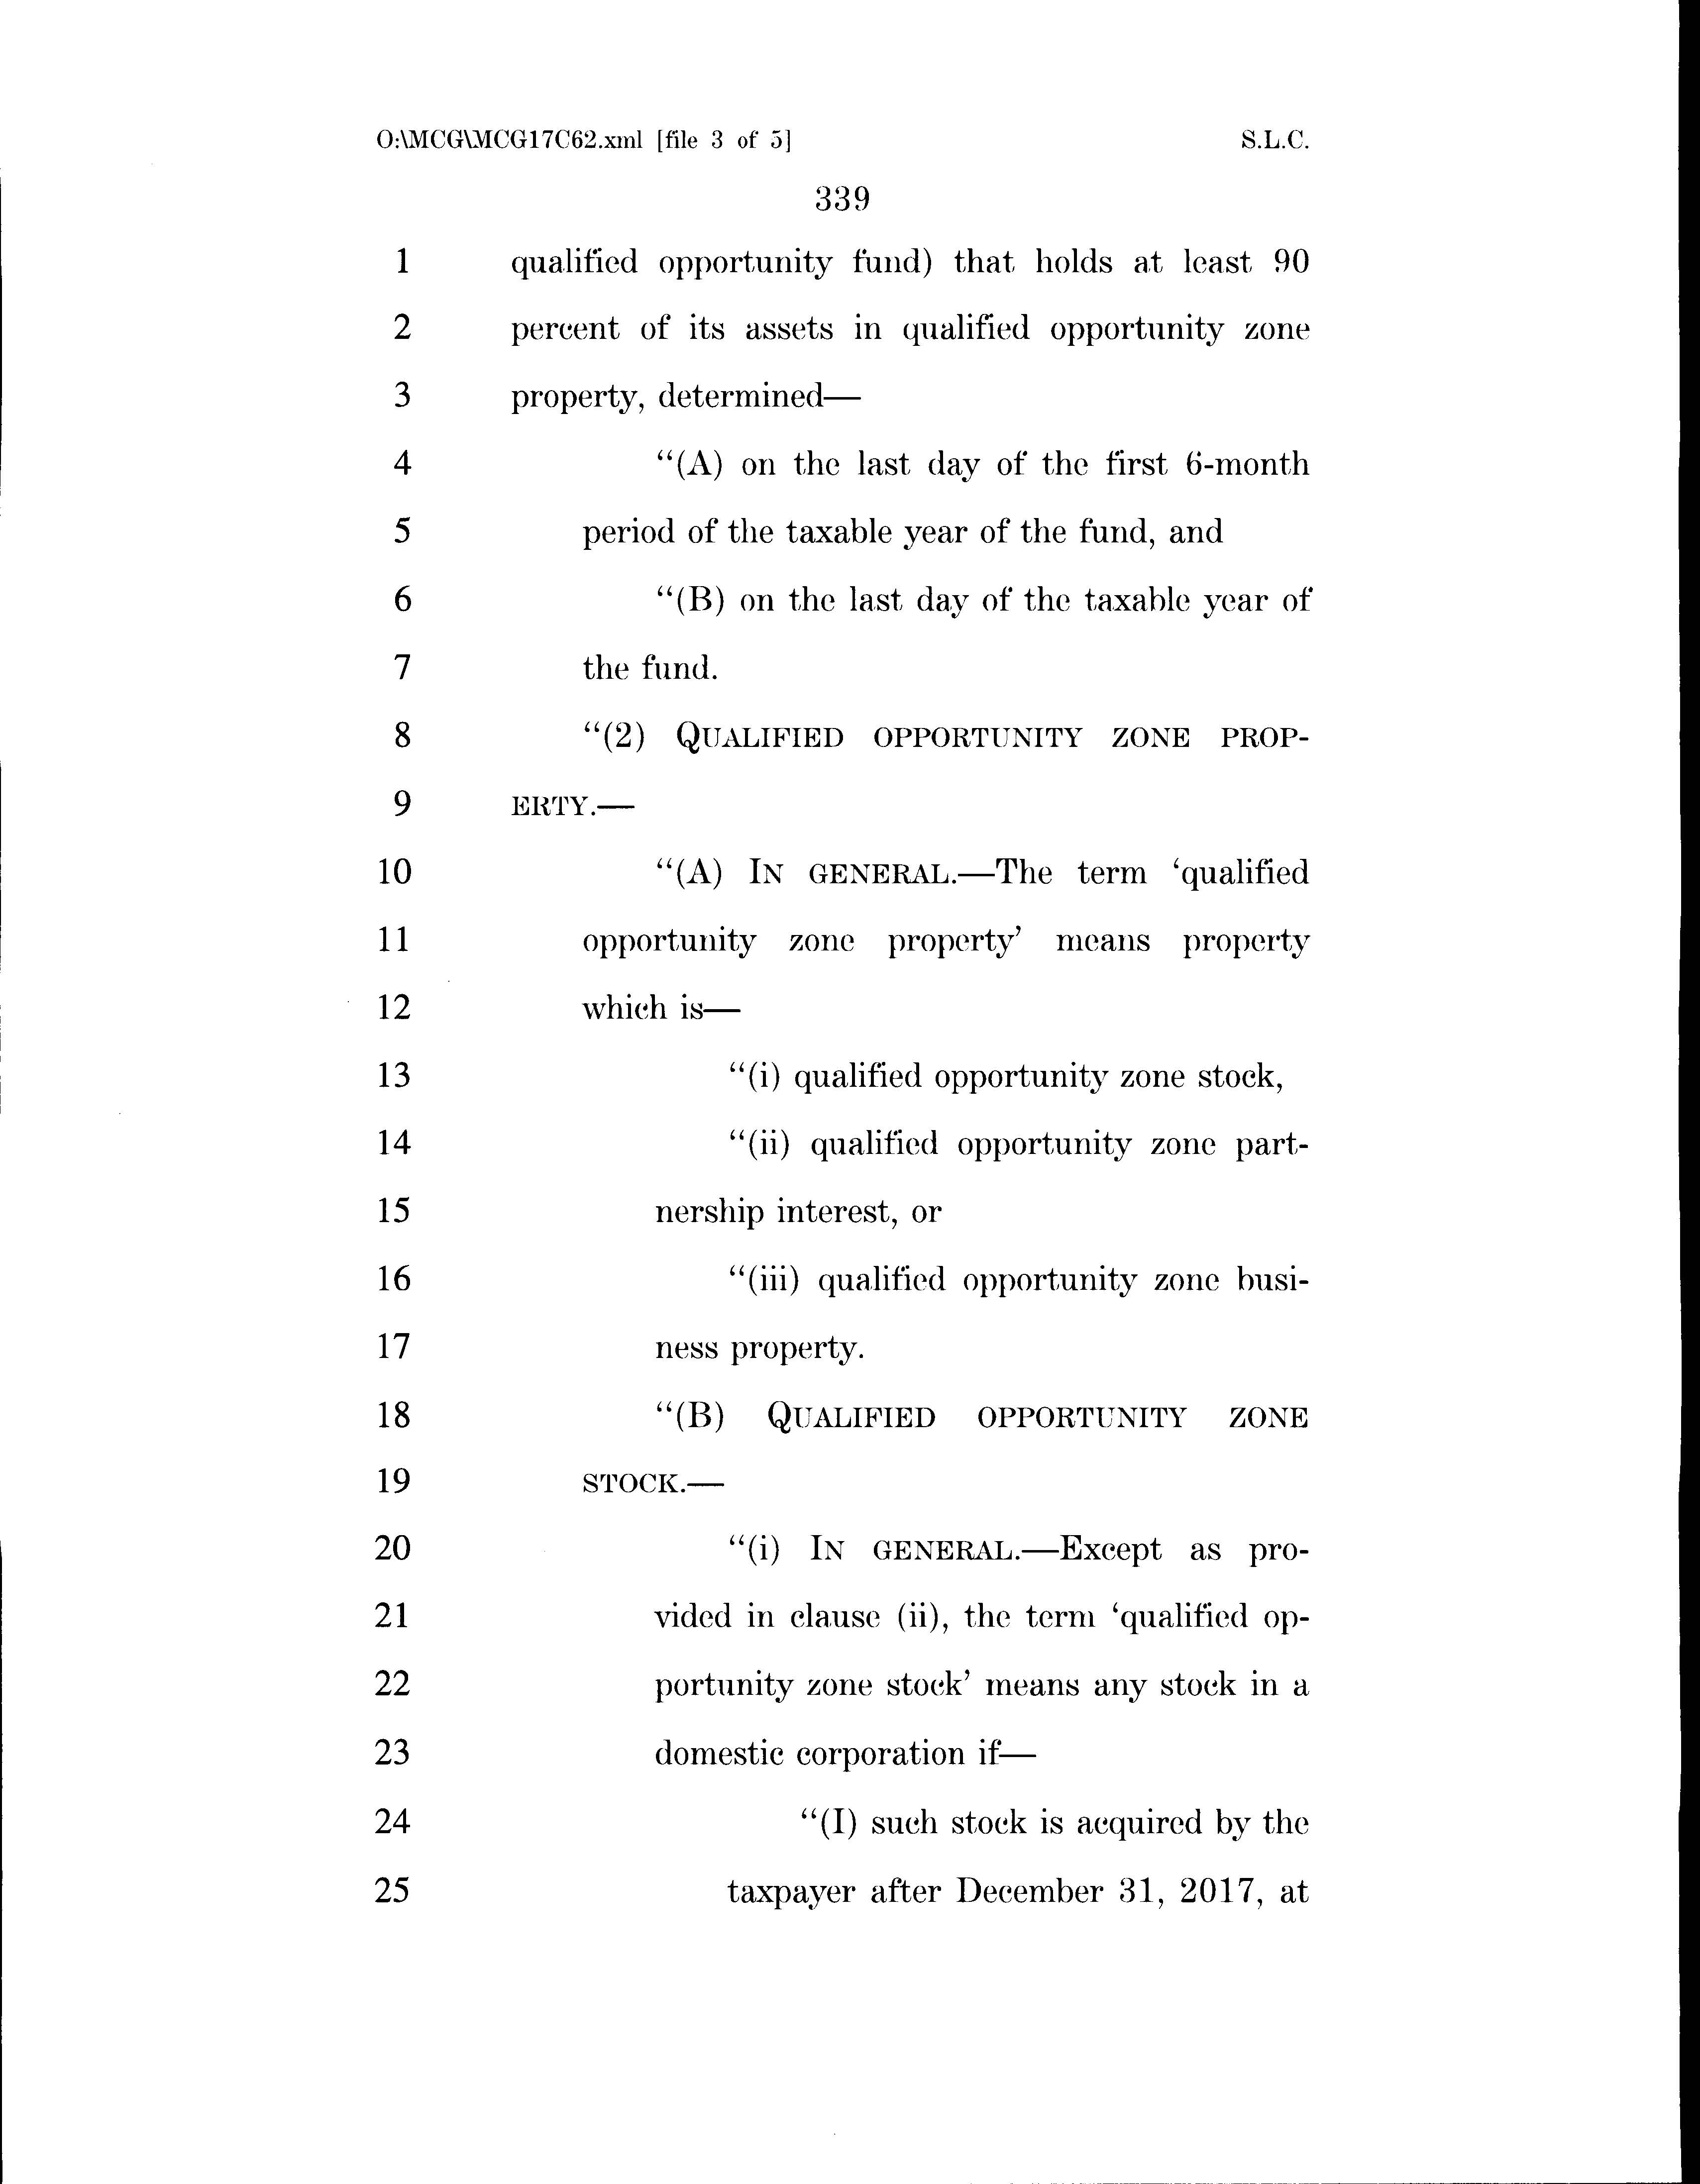 O:\MCG\MCG17C62.xml [file 3 of 5] S.L.C.
339
1 qualified opportunity fund) that holds at least 90
2 percent of its assets in qualified opportunity zone
3 property, determined—
4 “(A) on the last day of the first 6-month
5 period of the taxable year of the fund, and
6 “(B) on the last day of the taxable year of
7 the fund.
8 “(2) QUALIFIED OPPORTUNITY ZONE PROP-
9 ERTY.—
10 “(A) IN GENERAL.—The term ‘qualified
11 opportunity zone property’ means property
12 which is—
13 “(i) qualified opportunity zone stock,
14 “(ii) qualified opportunity zone part-
15 nership interest, or
16 “(iii) qualified opportunity zone busi-
17 ness property.
18 “(B) QUALIFIED OPPORTUNITY ZONE
19 STOCK.—
20 “(i) IN GENERAL.—Except as pro-
21 vided in clause (ii), the term ‘qualified op-
22 portunity zone stock’ means any stock in a
23 domestic corporation if—
24 “(I) such stock is acquired by the
25 taxpayer after December 31, 2017, at